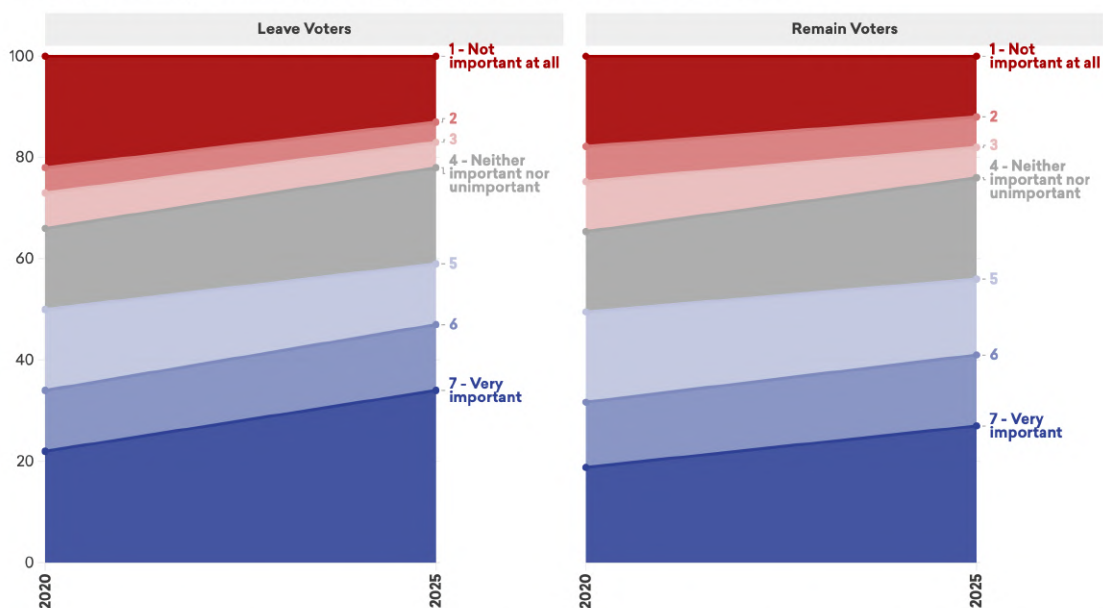 Leave Voters
Remain Voters
100
80
60
40
20
0
1 - Not
important at all
2
3
4 - Neither
important nor
unimportant
5
6
7 - Very
important
2020
2025
1 - Not
important at all
2
3
4 - Neither
important nor
unimportant
5
6
7 - Very
important
2020
2025